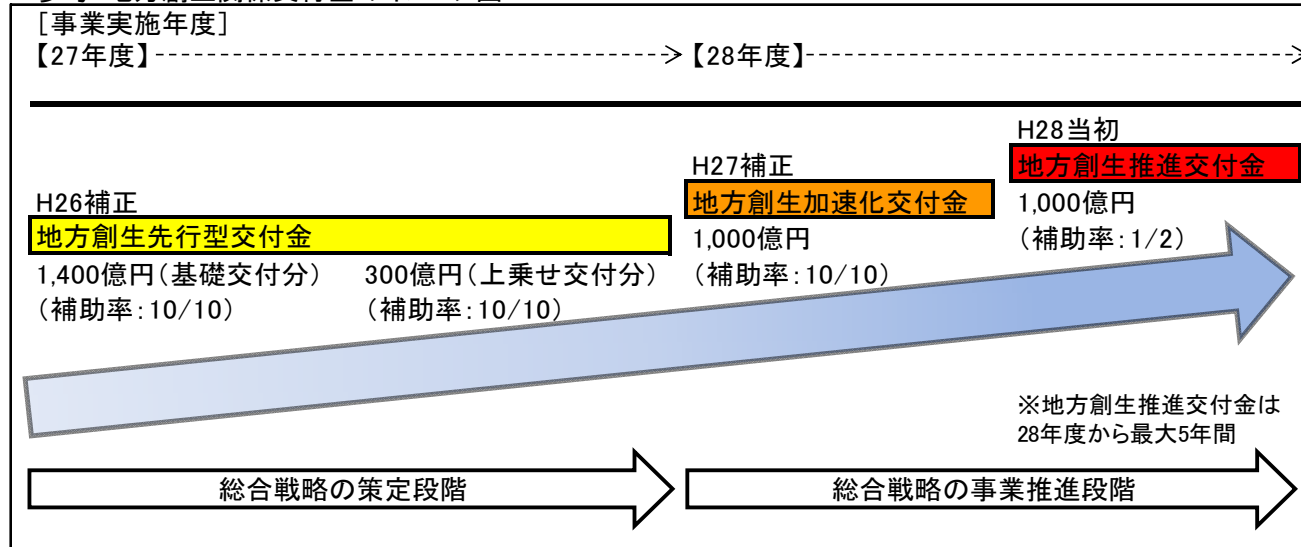 [事業実施年度]
【27年度】
【28年度】
H28当初
地方創生推進交付金
1,000億円
（補助率：1/2）
H27補正
地方創生加速化交付金
1,000億円
（補助率：10/10）
H26補正
地方創生先行型交付金
1,400億円（基礎交付分）
（補助率：10/10）
300億円（上乗せ交付分）
（補助率：10/10）
※地方創生推進交付金は
28年度から最大5年間
総合戦略の策定段階
総合戦略の事業推進段階